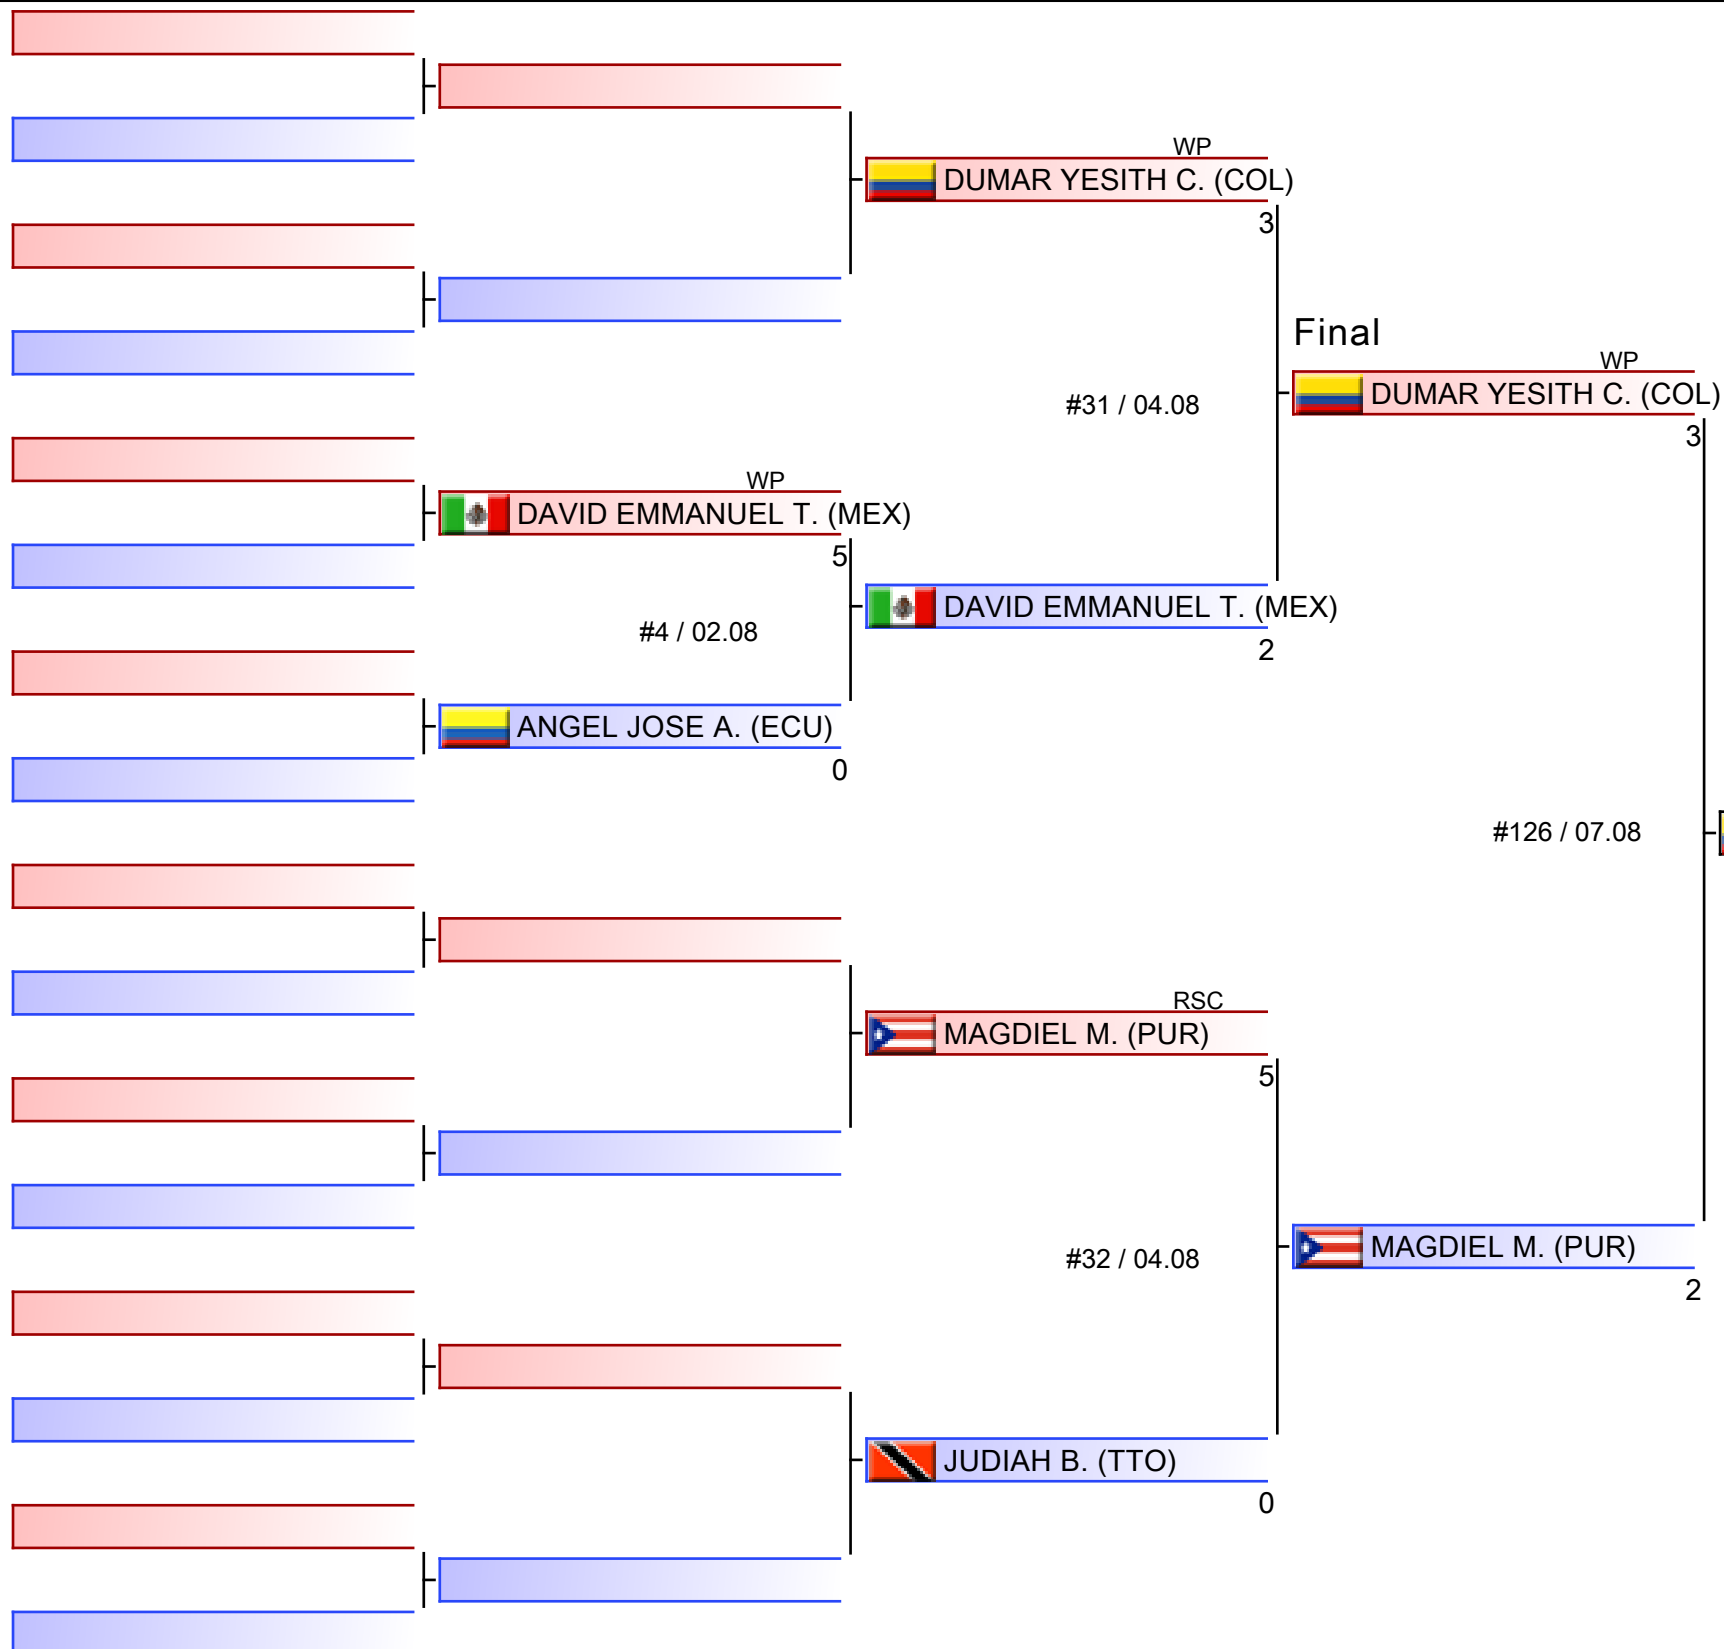 WP
DUMAR YESITH C. (COL)
3
Final
WP
#31 / 04.08
DUMAR YESITH C. (COL)
3
WP
DAVID EMMANUEL T. (MEX)
5
DAVID EMMANUEL T. (MEX)
#4 / 02.08
2
ANGEL JOSE A. (ECU)
0
#126 / 07.08
RSC
MAGDIEL M. (PUR)
5
#32 / 04.08
MAGDIEL M. (PUR)
2
JUDIAH B. (TTO)
0